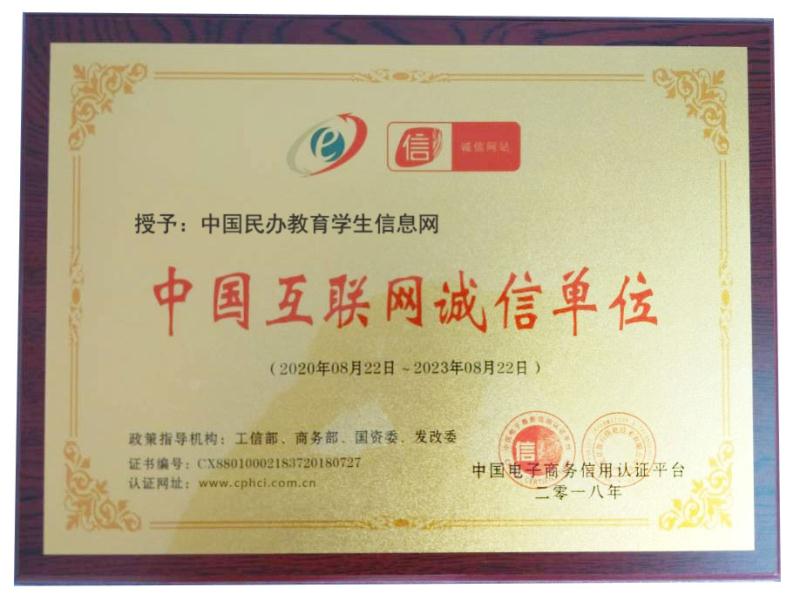 e
信 诚信网站
授予：中国民办教育学生信息网
中国互联网诚信单位
（2020年08月22日~2023年08月22日）
政策指导机构：工信部、商务部、国资委、发改委
证书编号：CX88010002183720180727
认证网址：www.cphci.com.cn
信
中国电子商务信用认证平台
二零一八年